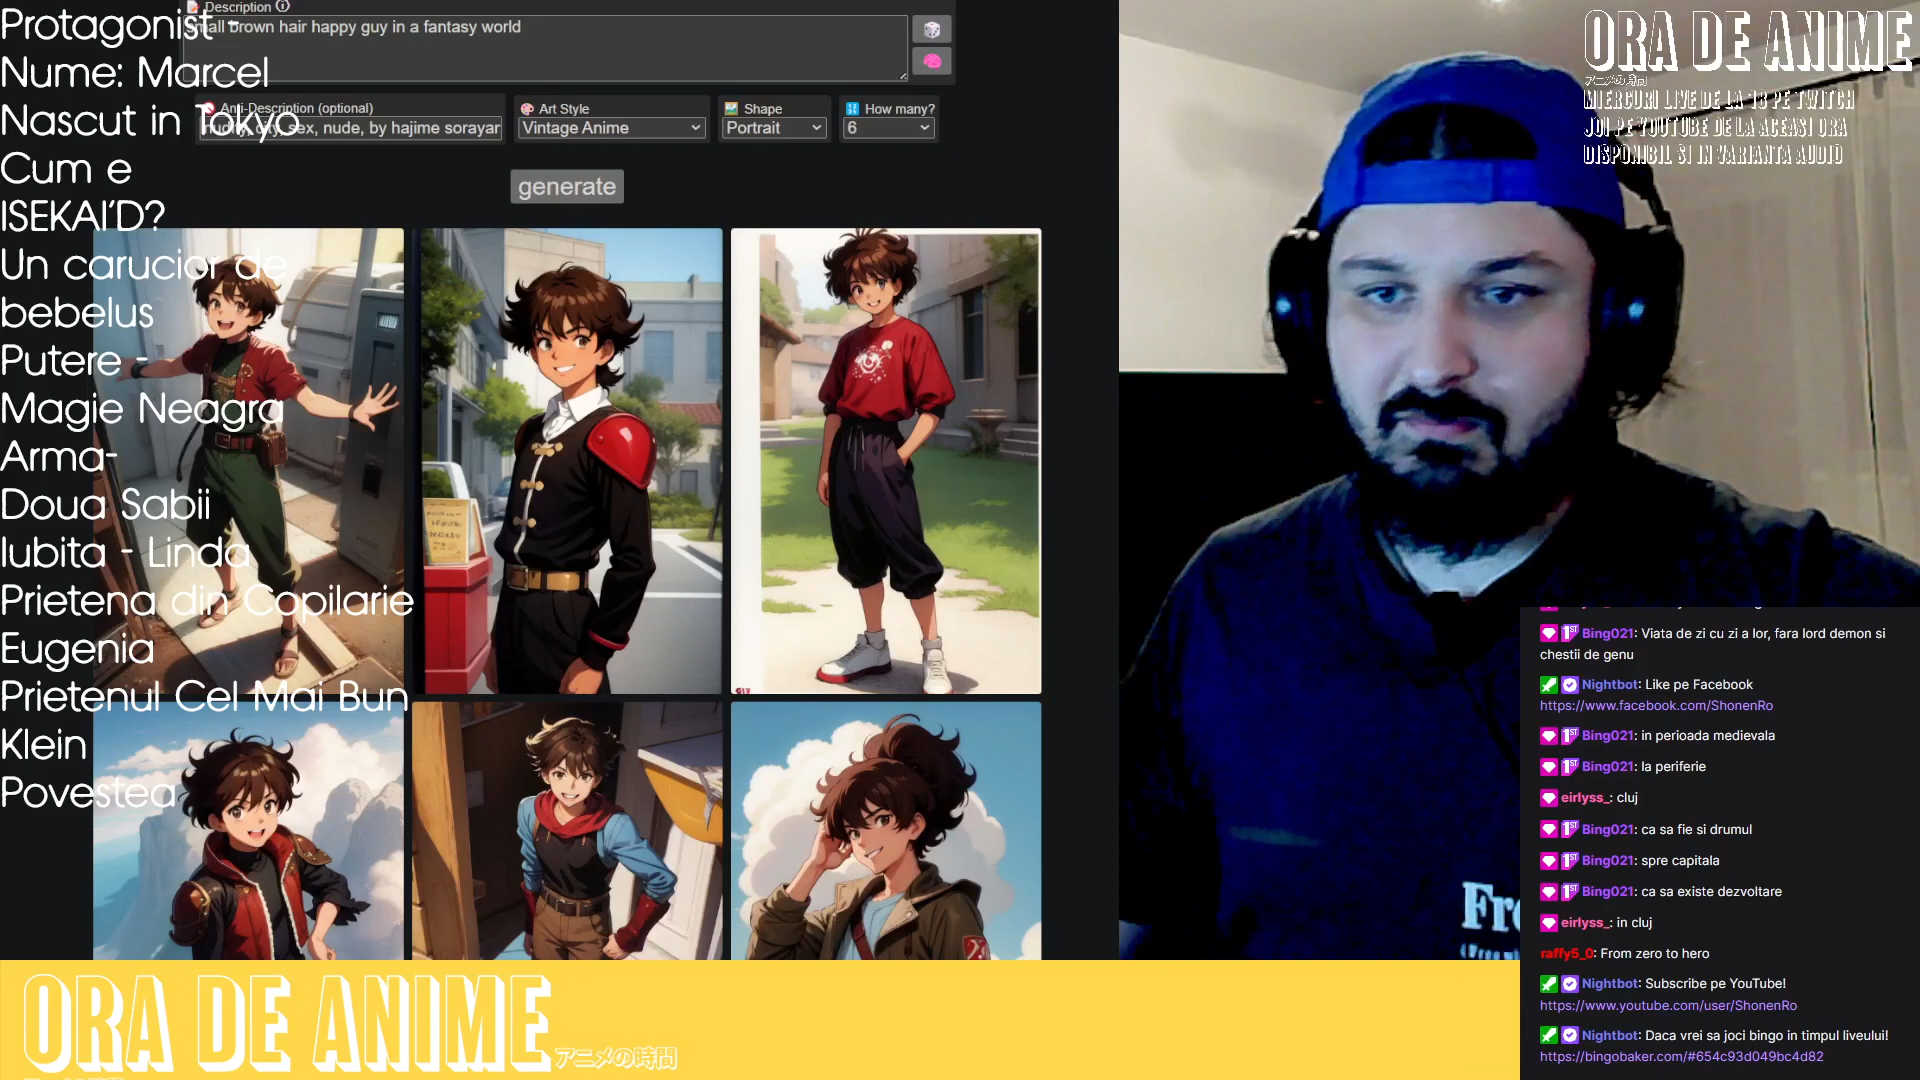 Protagonist -
Nume: Marcel
Nascut in Tokyo
Cum e
ISEKAI'D?
Un carucior de
bebelus
Putere -
Magie Neagra
Arma-
Doua Sabii
Iubita - Linda
Prietena din Copilarie
Eugenia
Prietenul Cel Mai Bun
Klein
Povestea
Description
small brown hair happy guy in a fantasy world
Anti-Description (optional)
sex, nude, by hajime sorayar
Art Style
Vintage Anime
Shape
Portrait
How many?
6
generate
ORA DE ANIME
アニメの時間
MIERCURI LIVE DE LA 18 PE TWITCH
JOI PE YOUTUBE DE LA ACEASI ORA
DISPONIBIL SI IN VARIANTA AUDIO
Bing021: Viata de zi cu zi a lor, fara lord demon si
chestii de genu
Nightbot: Like pe Facebook
https://www.facebook.com/ShonenRo
Bing021: in perioada medievala
Bing021: la periferie
eirlyss_: cluj
Bing021: ca sa fie si drumul
Bing021: spre capitala
Bing021: ca sa existe dezvoltare
eirlyss_: in cluj
raffy5_0: From zero to hero
Nightbot: Subscribe pe YouTube!
https://www.youtube.com/user/ShonenRo
Nightbot: Daca vrei sa joci bingo in timpul liveului!
https://bingobaker.com/#654c93d049bc4d82
ORA DE ANIME
アニメの時間